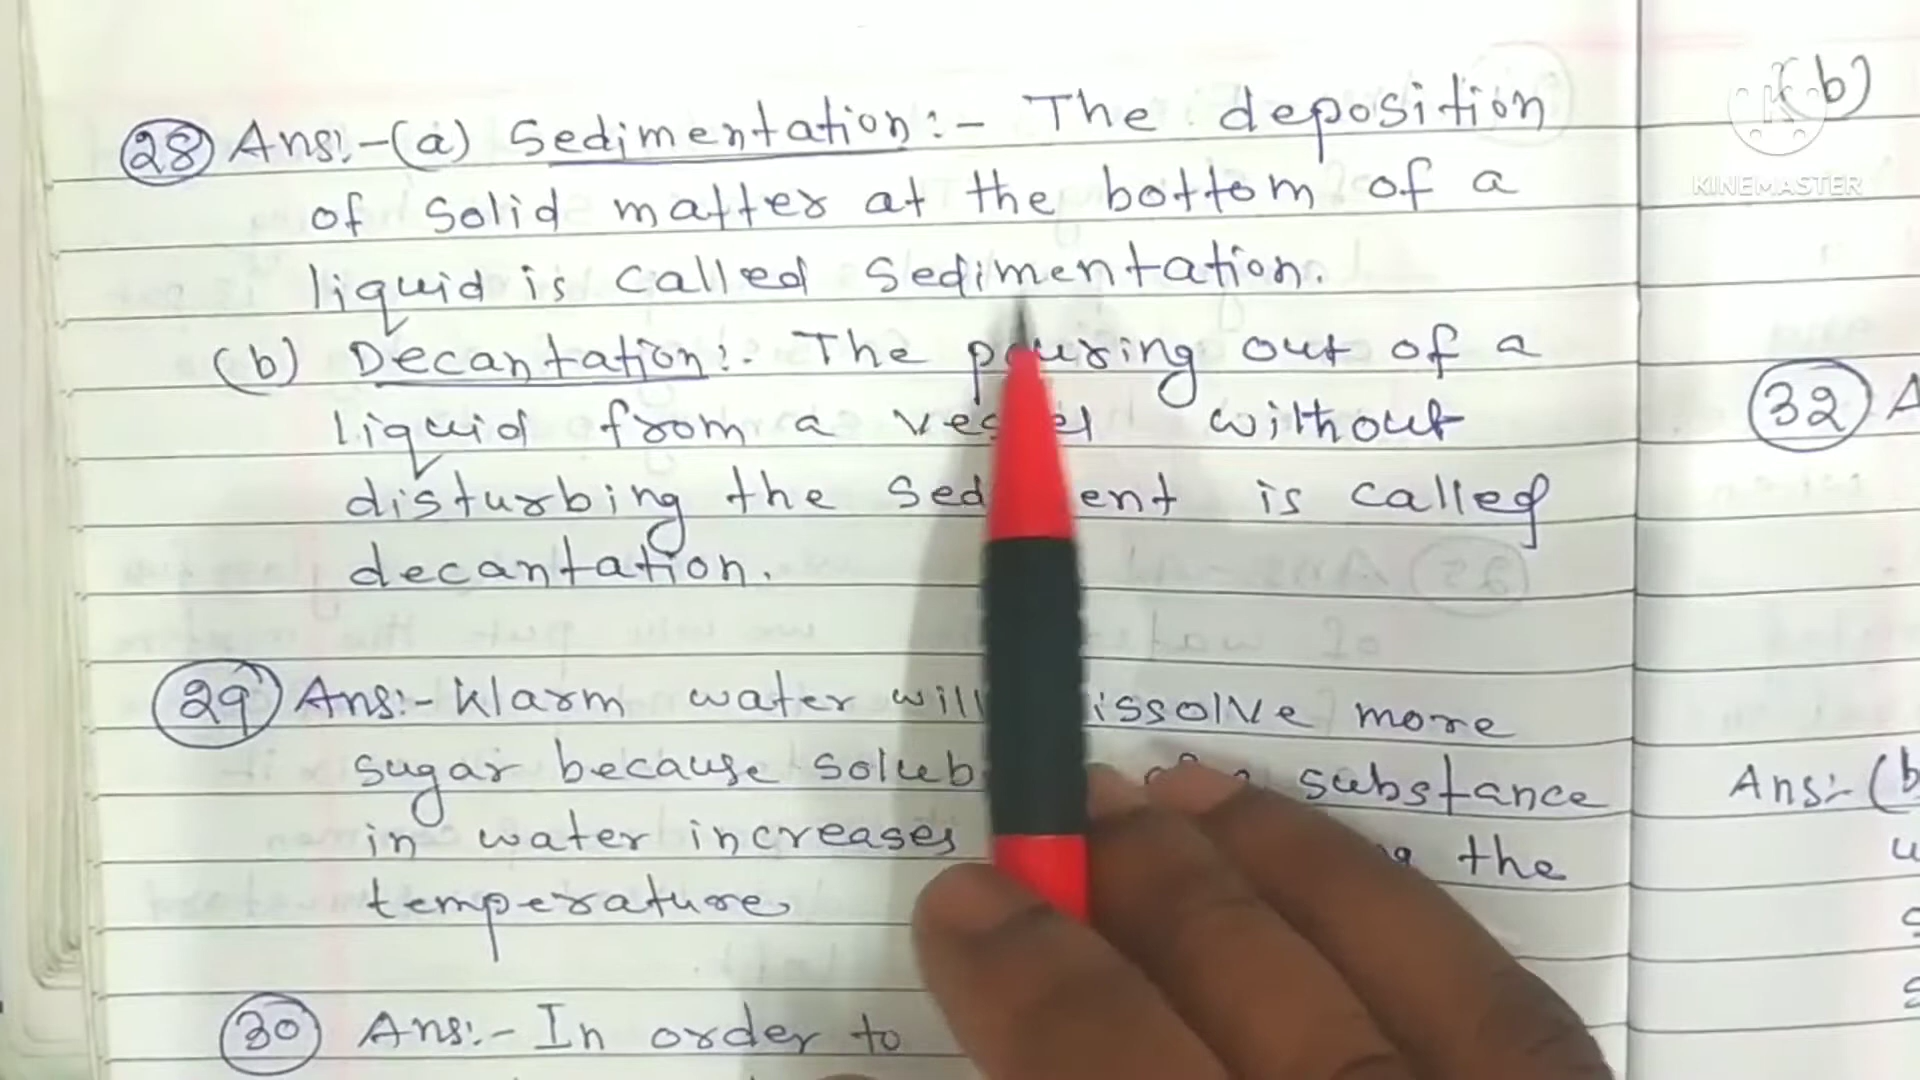 28 Ans:-(a) Sedimentation:- The deposition
of solid matter at the bottom of a
liquid is called sedimentation.
(b) Decantation:- The pouring out of a
liquid from a vessel without
disturbing the sediment is called
decantation.
29 Ans:- Warm water will dissolve more
sugar because substance
in water increases the
temperature
30 Ans:- In order to
(b)
KINEMASTER
32 A
Ans:- (b